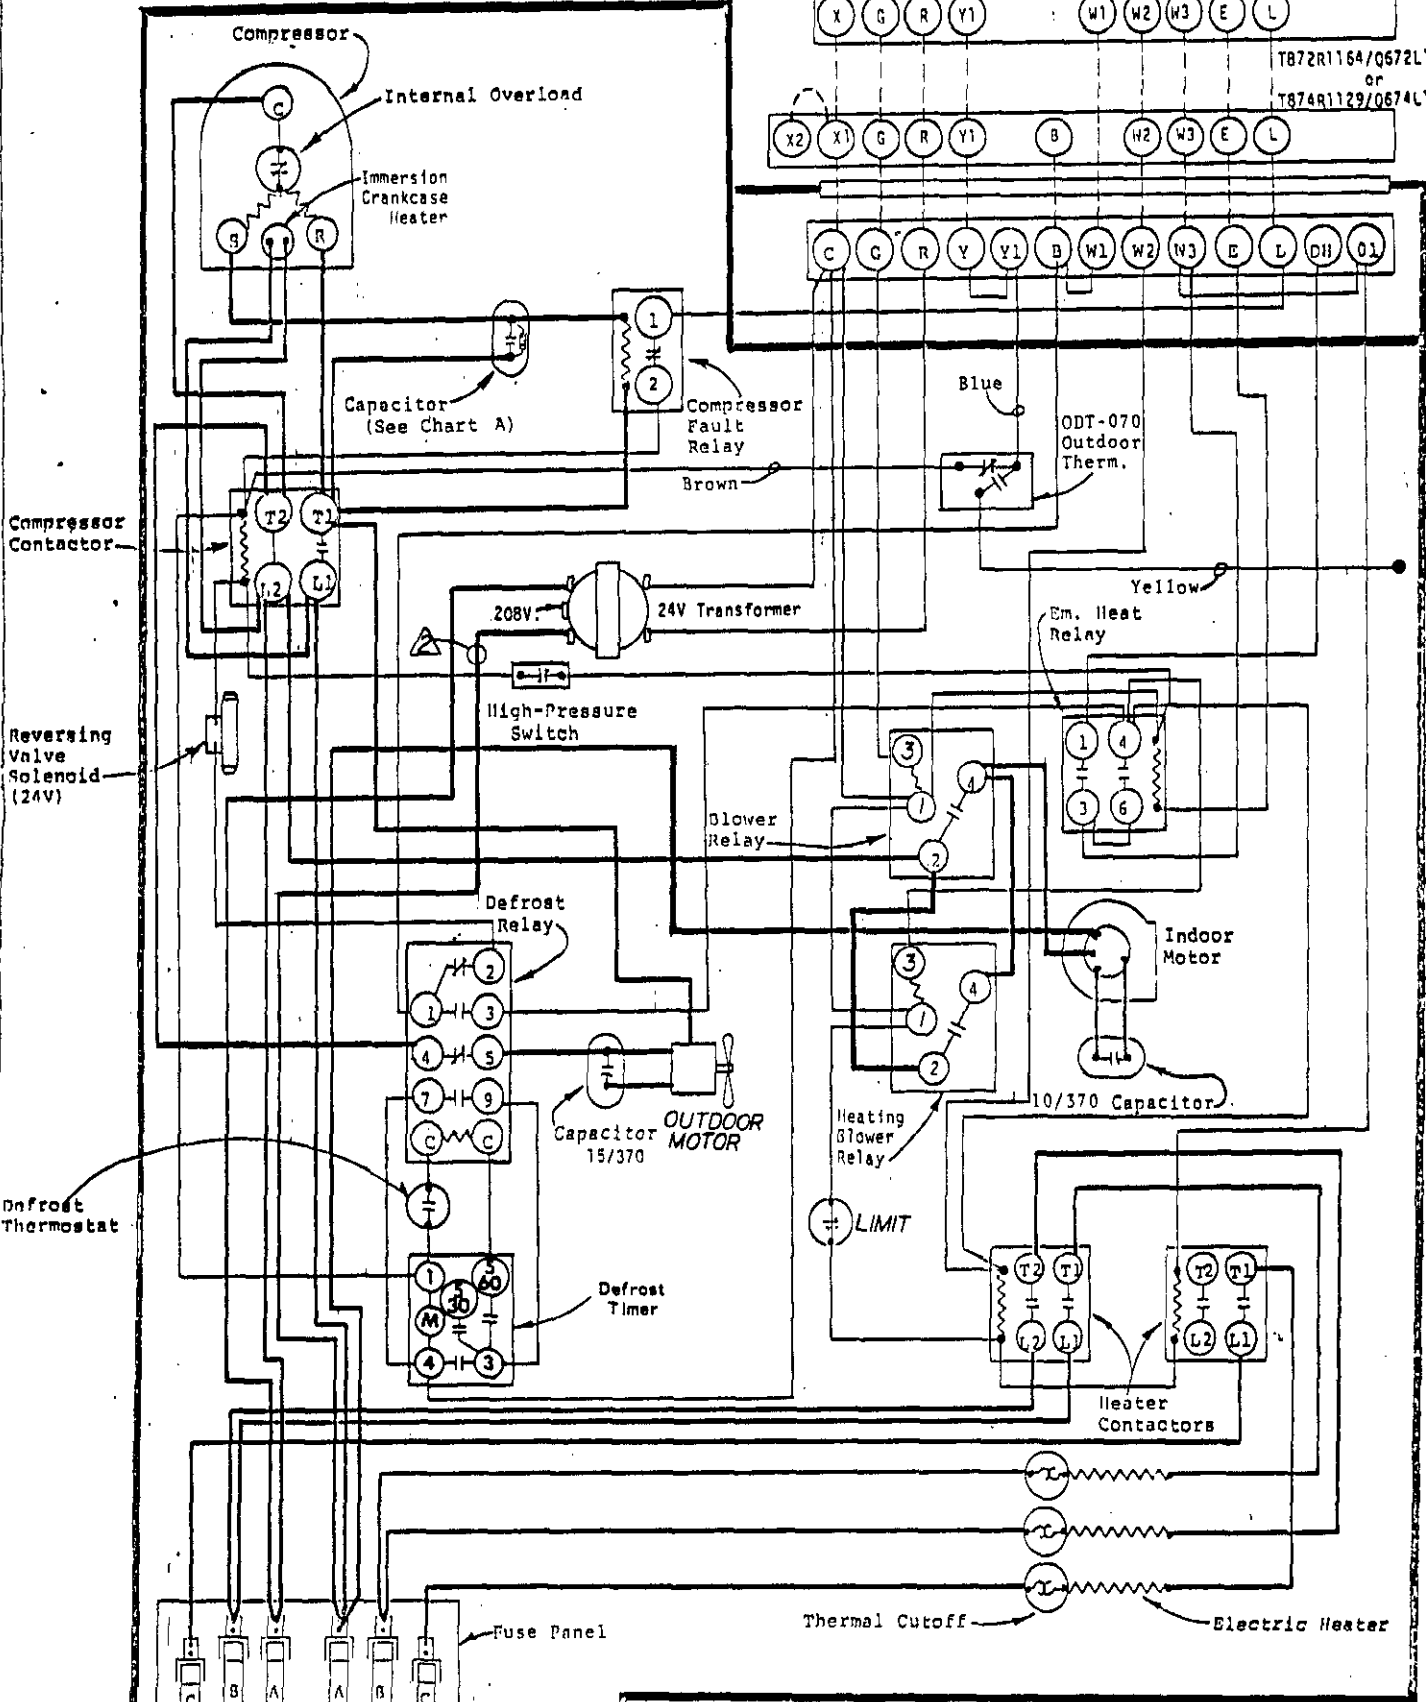 X G R Y1 W1 W2 W3 E L
Compressor
T872R1164/Q672L
or
T874R1129/Q674L
C
Internal Overload
X2 X1 G R Y1 B W2 W3 E L
Immersion
Crankcase
Heater
S R
C G R Y Y1 B W1 W2 W3 E L DH O1
1
2
Blue
Capacitor
(See Chart A)
Compressor
Fault
Relay
ODT-070
Outdoor
Therm.
Brown
Compressor
Contactor
T2 T1
L2 L1
Yellow
208V.
24V Transformer
Em. Heat
Relay
2
High-Pressure
Switch
Reversing
Valve
Solenoid
(24V)
1 4
3 6
3
4
1
2
Blower
Relay
Defrost
Relay
Indoor
Motor
2
1 3
4 5
7 9
C C
3
4
1
2
10/370 Capacitor
Capacitor
15/370
OUTDOOR
MOTOR
Heating
Blower
Relay
Defrost
Thermostat
LIMIT
1
5
60
5
30
M
4 3
Defrost
Timer
T2 T1 T2 T1
L2 L1 L2 L1
Heater
Contactors
Thermal Cutoff
Electric Heater
Fuse Panel
C B A A B C